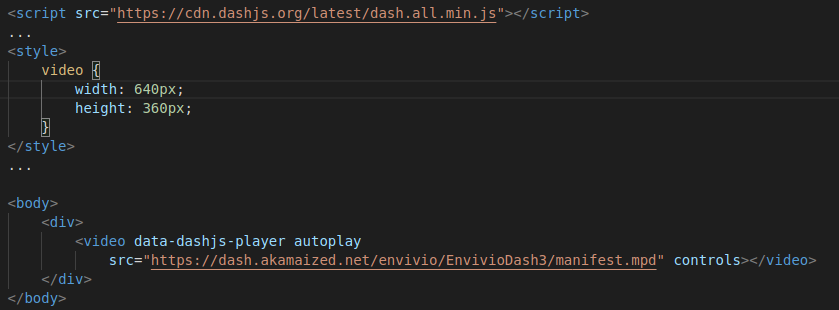 <script src="https://cdn.dashjs.org/latest/dash.all.min.js"></script>
...
<style>
    video {
        width: 640px;
        height: 360px;
    }
</style>
...
<body>
    <div>
        <video data-dashjs-player autoplay
            src="https://dash.akamaized.net/envivio/EnvivioDash3/manifest.mpd" controls></video>
    </div>
</body>